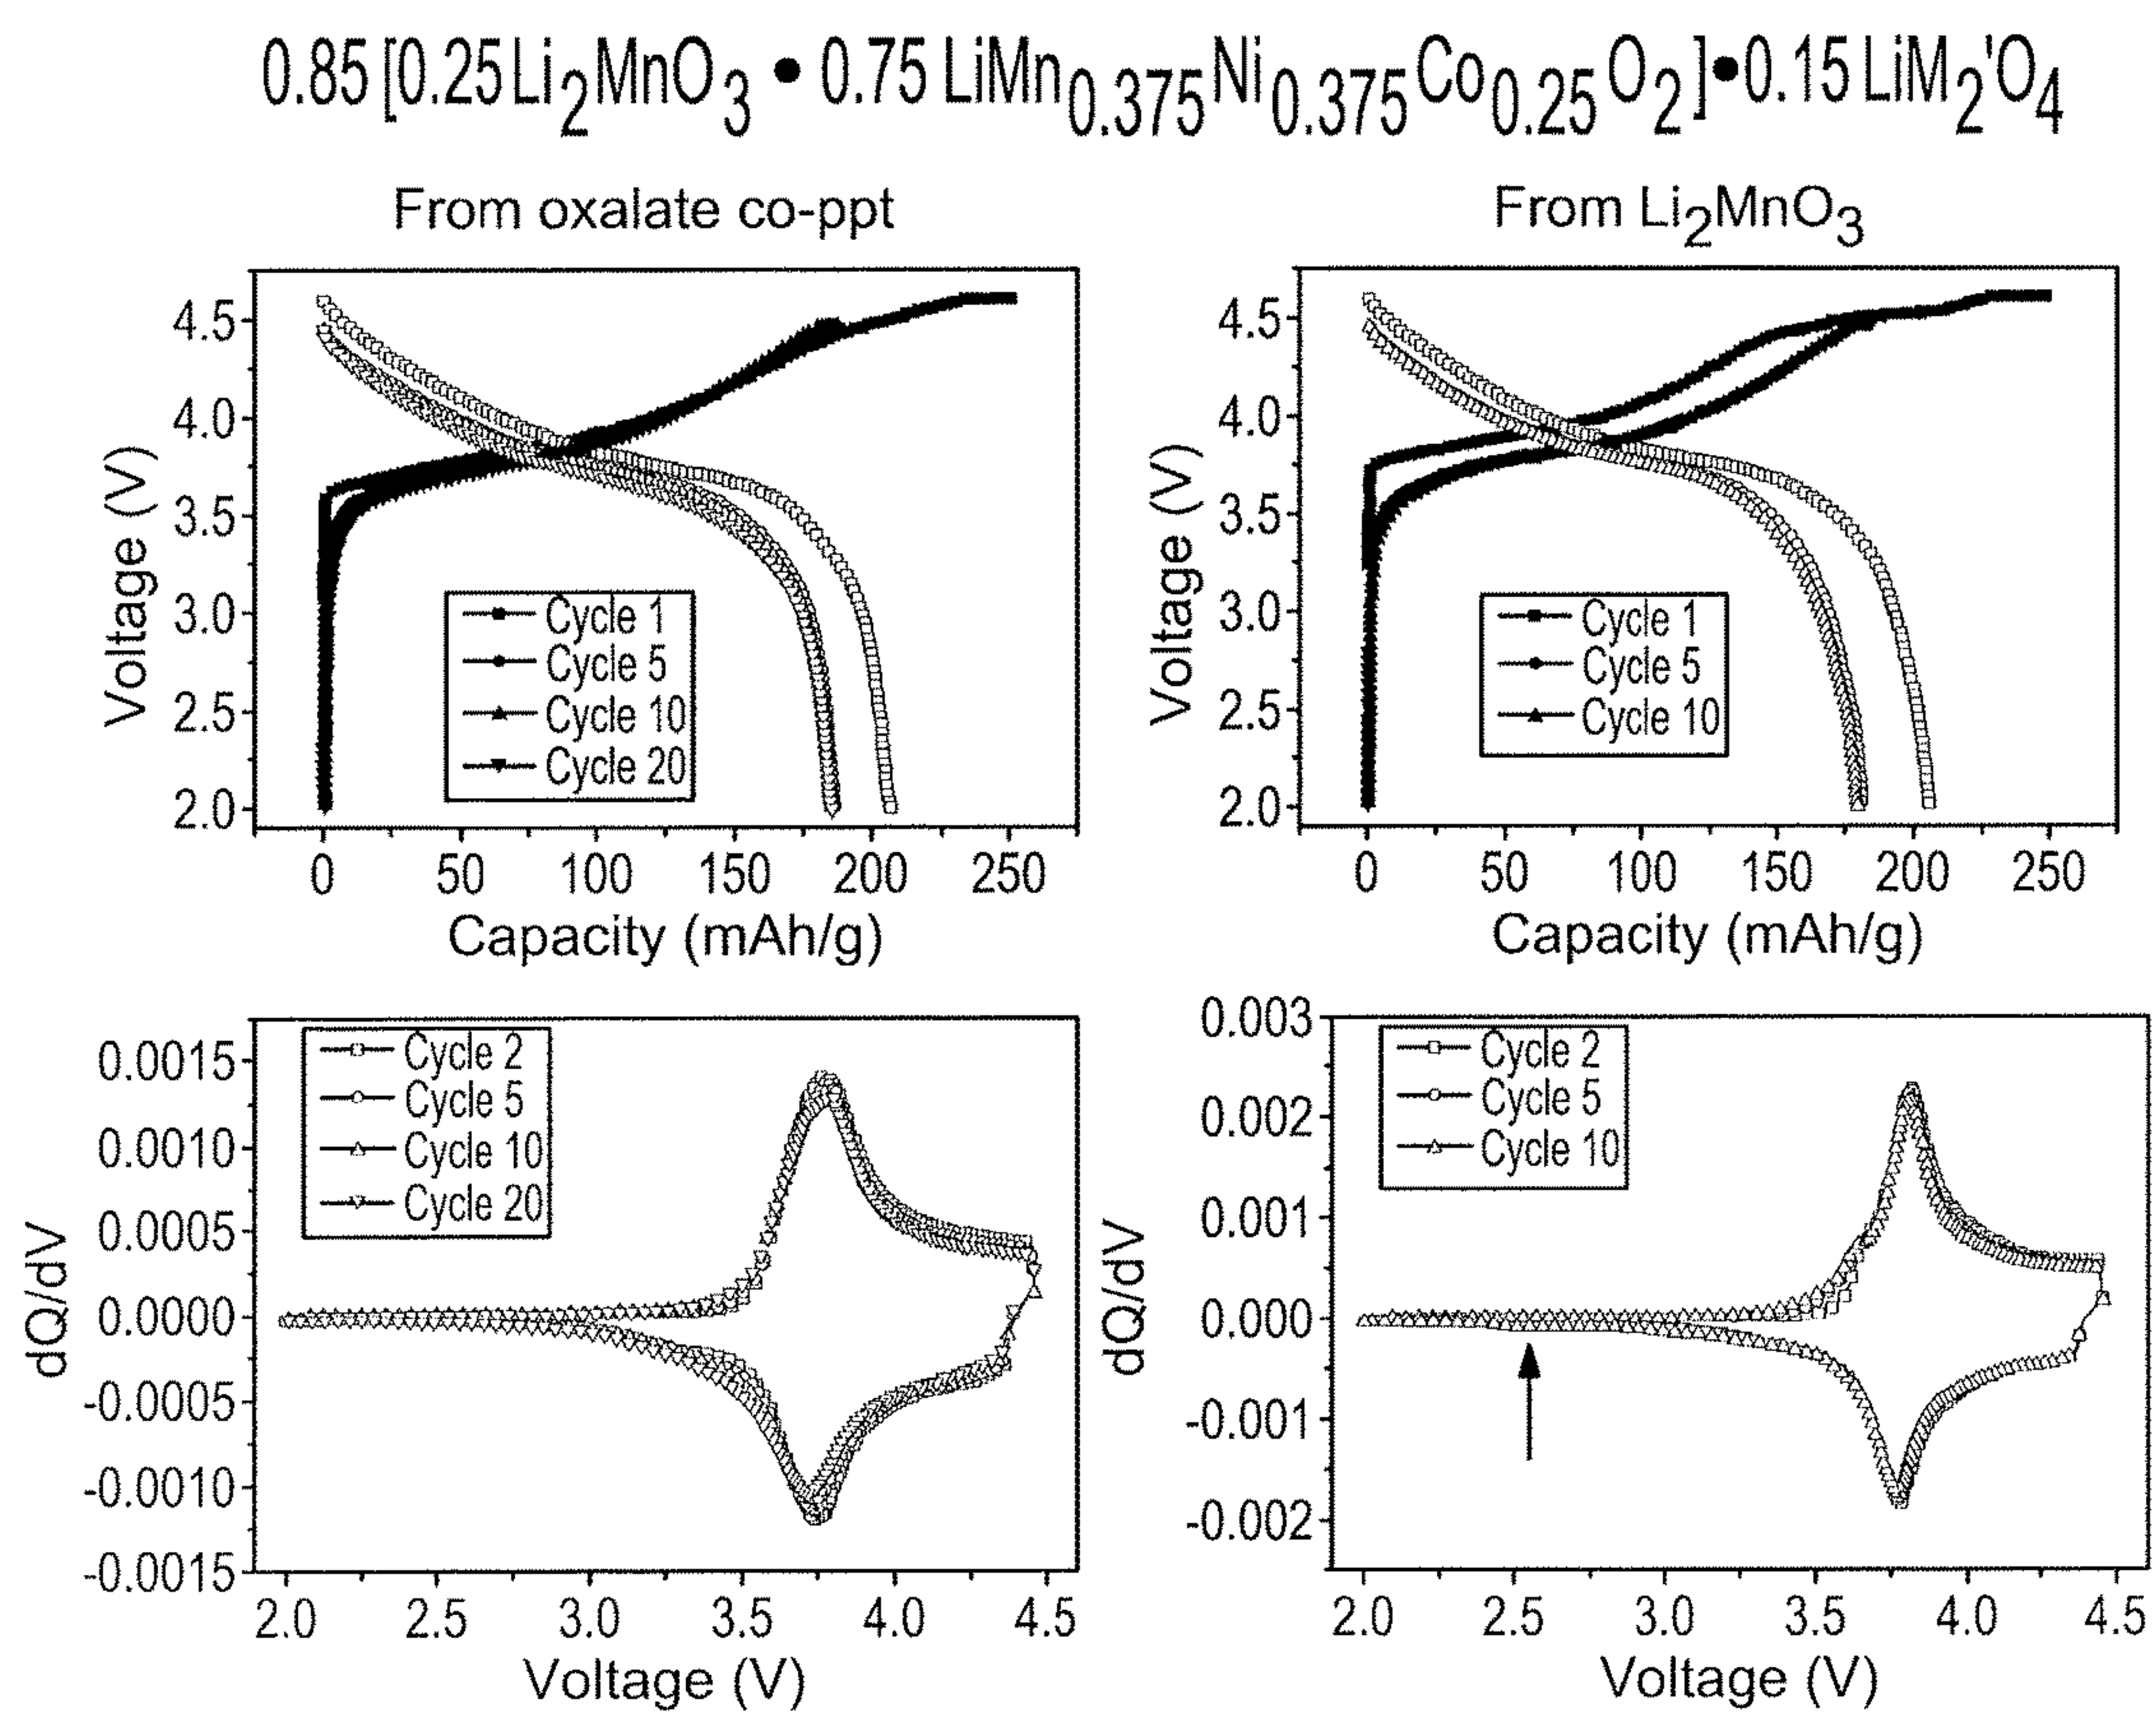 0.85 [0.25 Li₂MnO₃ • 0.75 LiMn₀.₃₇₅Ni₀.₃₇₅Co₀.₂₅O₂]•0.15 LiM₂'O₄
From oxalate co-ppt
4.5
4.0
3.5
3.0
2.5
2.0
Voltage (V)
Cycle 1
Cycle 5
Cycle 10
Cycle 20
0 50 100 150 200 250
Capacity (mAh/g)
From Li₂MnO₃
4.5
4.0
3.5
3.0
2.5
2.0
Voltage (V)
Cycle 1
Cycle 5
Cycle 10
0 50 100 150 200 250
Capacity (mAh/g)
0.0015
0.0010
0.0005
0.0000
-0.0005
-0.0010
-0.0015
dQ/dV
Cycle 2
Cycle 5
Cycle 10
Cycle 20
2.0 2.5 3.0 3.5 4.0 4.5
Voltage (V)
0.003
0.002
0.001
0.000
-0.001
-0.002
dQ/dV
Cycle 2
Cycle 5
Cycle 10
2.0 2.5 3.0 3.5 4.0 4.5
Voltage (V)